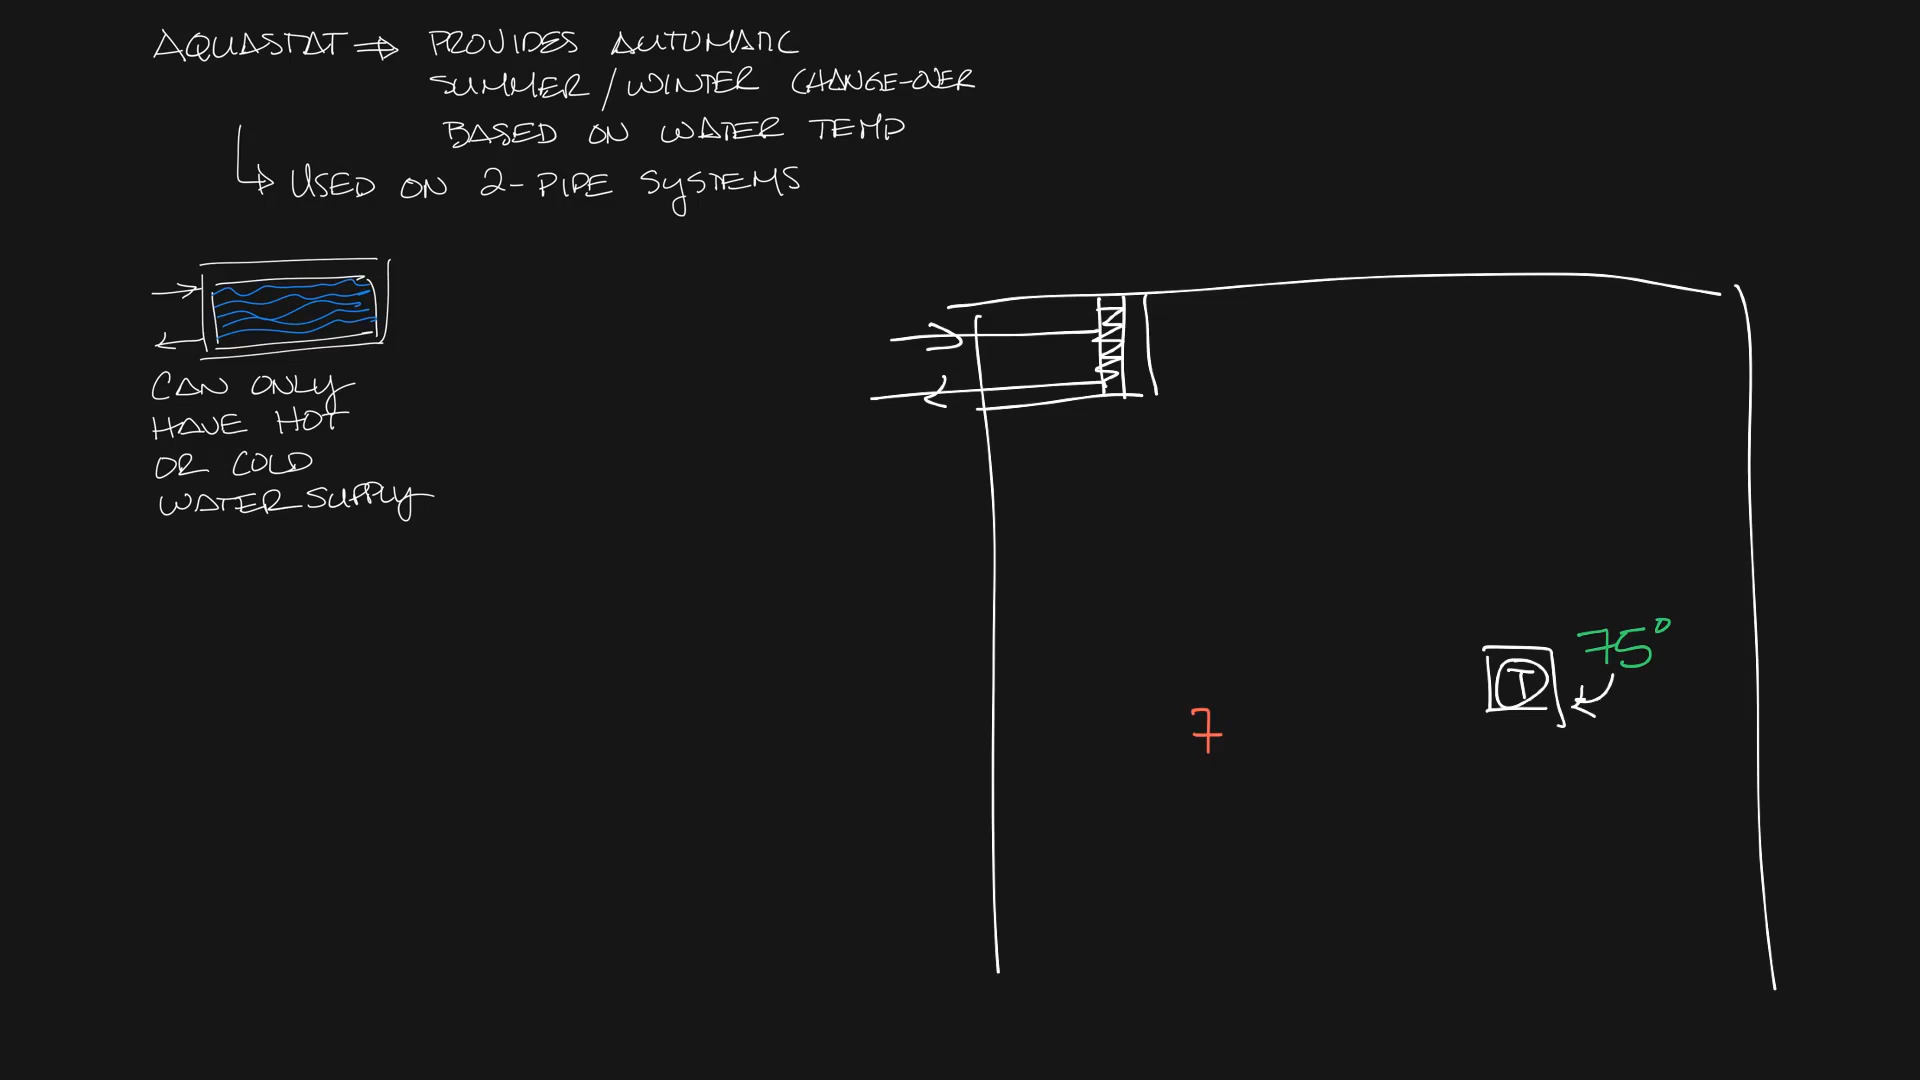 AQUASTAT ⇒ PROVIDES AUTOMATIC
SUMMER / WINTER CHANGE-OVER
BASED ON WATER TEMP
↳ USED ON 2-PIPE SYSTEMS
CAN ONLY
HAVE HOT
OR COLD
WATER SUPPLY
75°
T
7